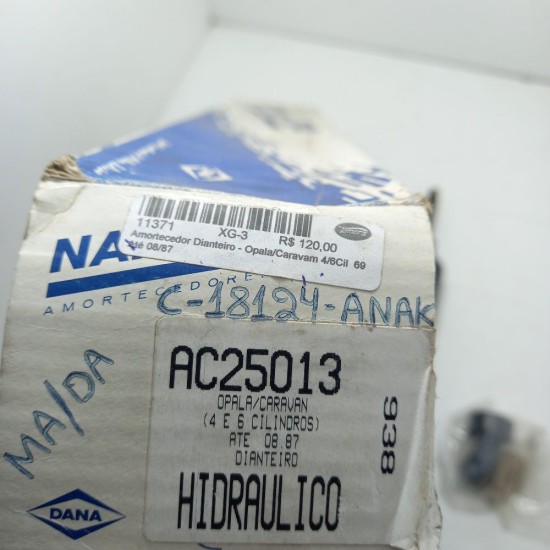 11371 XG-3 R$ 120,00
Amortecedor Dianteiro - Opala/Caravam 4/6Cil 69
Até 08/87
AMORTECEDORE
C-18124-ANAK
MA/DA
AC25013
OPALA/CARAVAN
(4 E 6 CILINDROS)
ATE 08.87
DIANTEIRO
HIDRAULICO
938
DANA